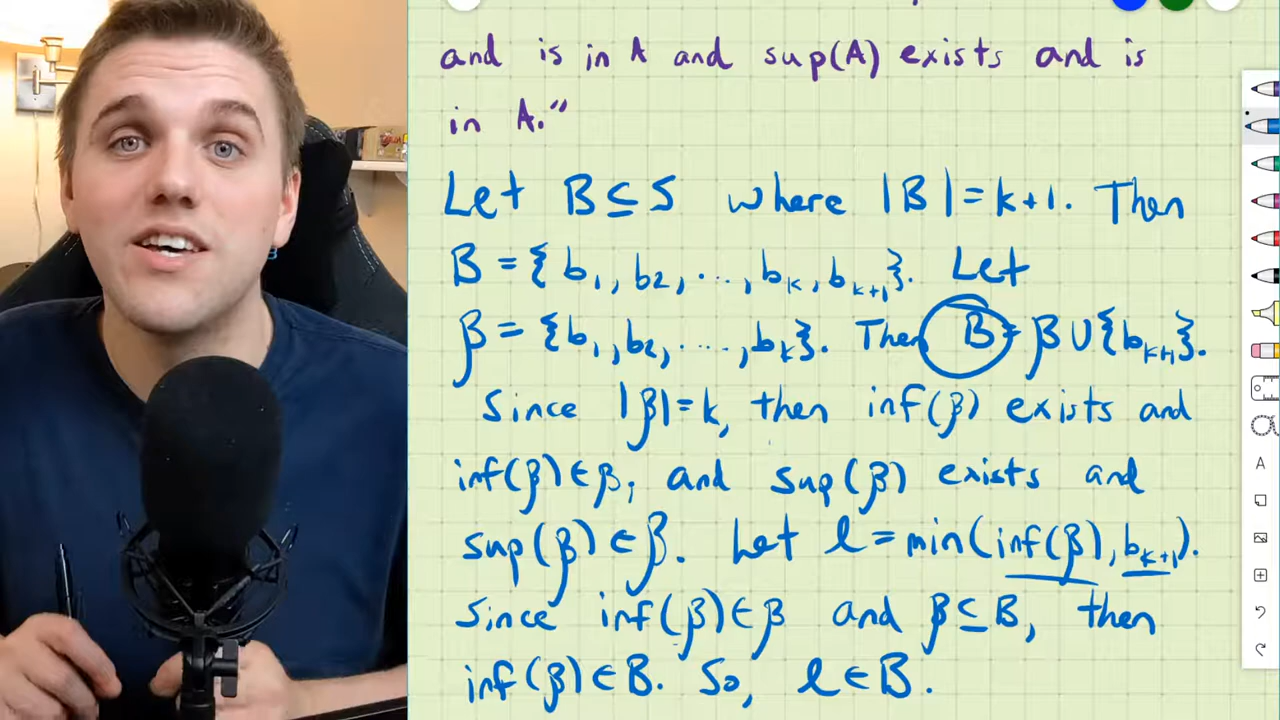 and is in A and sup(A) exists and is
in A."
Let B ⊆ S where |B| = k+1. Then
B = {b₁, b₂, ..., bₖ, bₖ₊₁}. Let
β = {b₁, b₂, ..., bₖ}. Then B = β ∪ {bₖ₊₁}.
Since |β| = k, then inf(β) exists and
inf(β) ∈ β, and sup(β) exists and
sup(β) ∈ β. Let l = min(inf(β), bₖ₊₁).
Since inf(β) ∈ β and β ⊆ B, then
inf(β) ∈ B. So, l ∈ B.
A